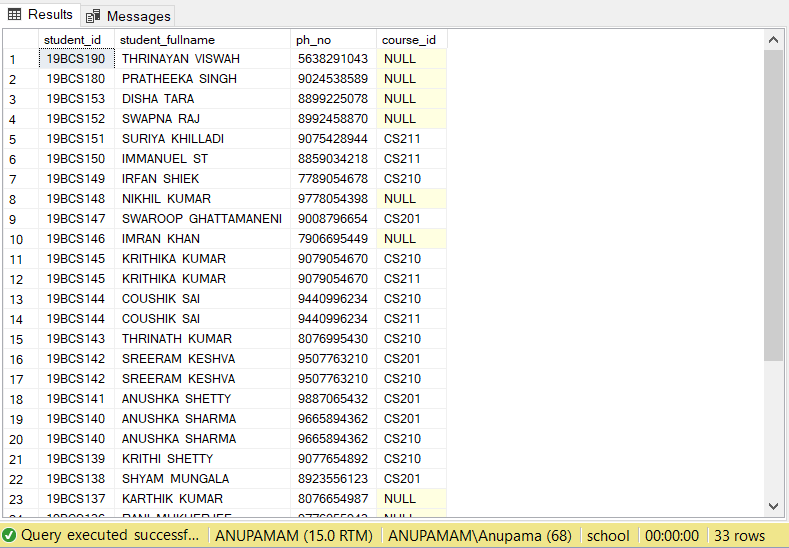 Results Messages
student_id student_fullname ph_no course_id
1 19BCS190 THRINAYAN VISWAH 5638291043 NULL
2 19BCS180 PRATHEEKA SINGH 9024538589 NULL
3 19BCS153 DISHA TARA 8899225078 NULL
4 19BCS152 SWAPNA RAJ 8992458870 NULL
5 19BCS151 SURIYA KHILLADI 9075428944 CS211
6 19BCS150 IMMANUEL ST 8859034218 CS211
7 19BCS149 IRFAN SHIEK 7789054678 CS210
8 19BCS148 NIKHIL KUMAR 9778054398 NULL
9 19BCS147 SWAROOP GHATTAMANENI 9008796654 CS201
10 19BCS146 IMRAN KHAN 7906695449 NULL
11 19BCS145 KRITHIKA KUMAR 9079054670 CS210
12 19BCS145 KRITHIKA KUMAR 9079054670 CS211
13 19BCS144 COUSHIK SAI 9440996234 CS210
14 19BCS144 COUSHIK SAI 9440996234 CS211
15 19BCS143 THRINATH KUMAR 8076995430 CS210
16 19BCS142 SREERAM KESHVA 9507763210 CS201
17 19BCS142 SREERAM KESHVA 9507763210 CS210
18 19BCS141 ANUSHKA SHETTY 9887065432 CS201
19 19BCS140 ANUSHKA SHARMA 9665894362 CS201
20 19BCS140 ANUSHKA SHARMA 9665894362 CS210
21 19BCS139 KRITHI SHETTY 9077654892 CS210
22 19BCS138 SHYAM MUNGALA 8923556123 CS201
23 19BCS137 KARTHIK KUMAR 8076654987 NULL
Query executed successf... ANUPAMAM (15.0 RTM) ANUPAMAM\Anupama (68) school 00:00:00 33 rows